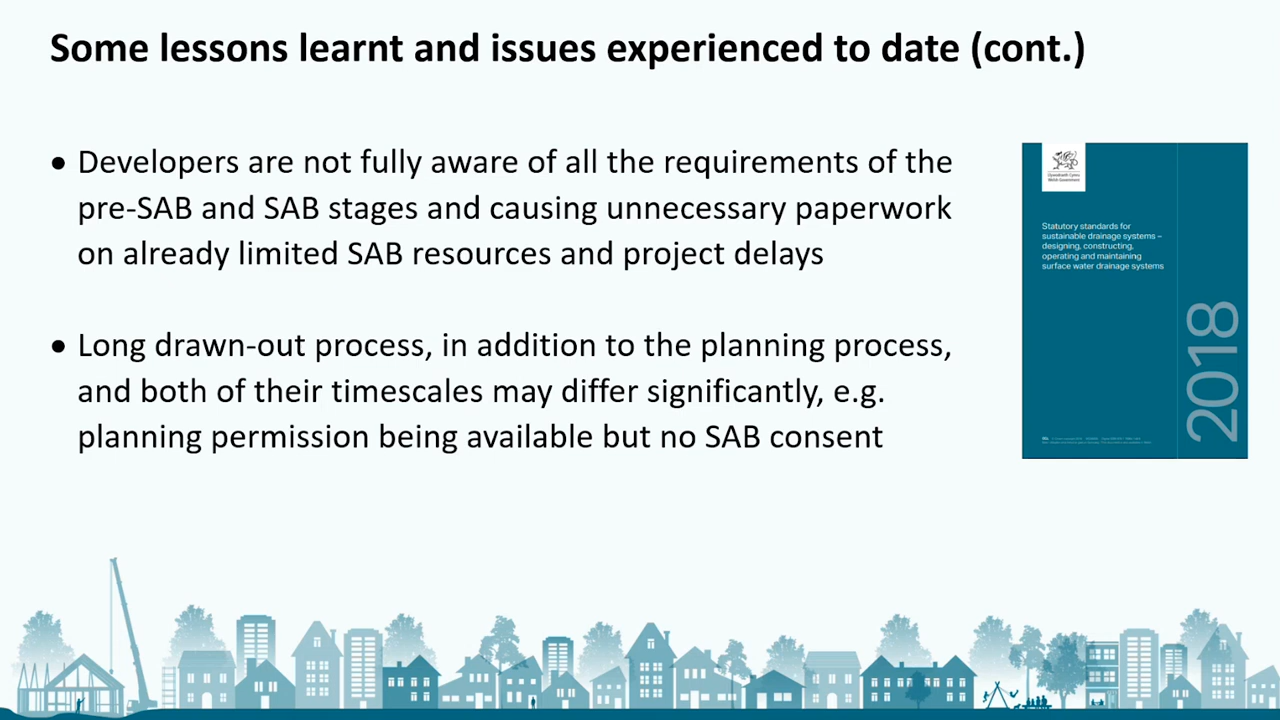 Some lessons learnt and issues experienced to date (cont.)
• Developers are not fully aware of all the requirements of the
pre-SAB and SAB stages and causing unnecessary paperwork
on already limited SAB resources and project delays
• Long drawn-out process, in addition to the planning process,
and both of their timescales may differ significantly, e.g.
planning permission being available but no SAB consent
Llywodraeth Cymru
Welsh Government
Statutory standards for
sustainable drainage systems –
designing, constructing,
operating and maintaining
surface water drainage systems
2018